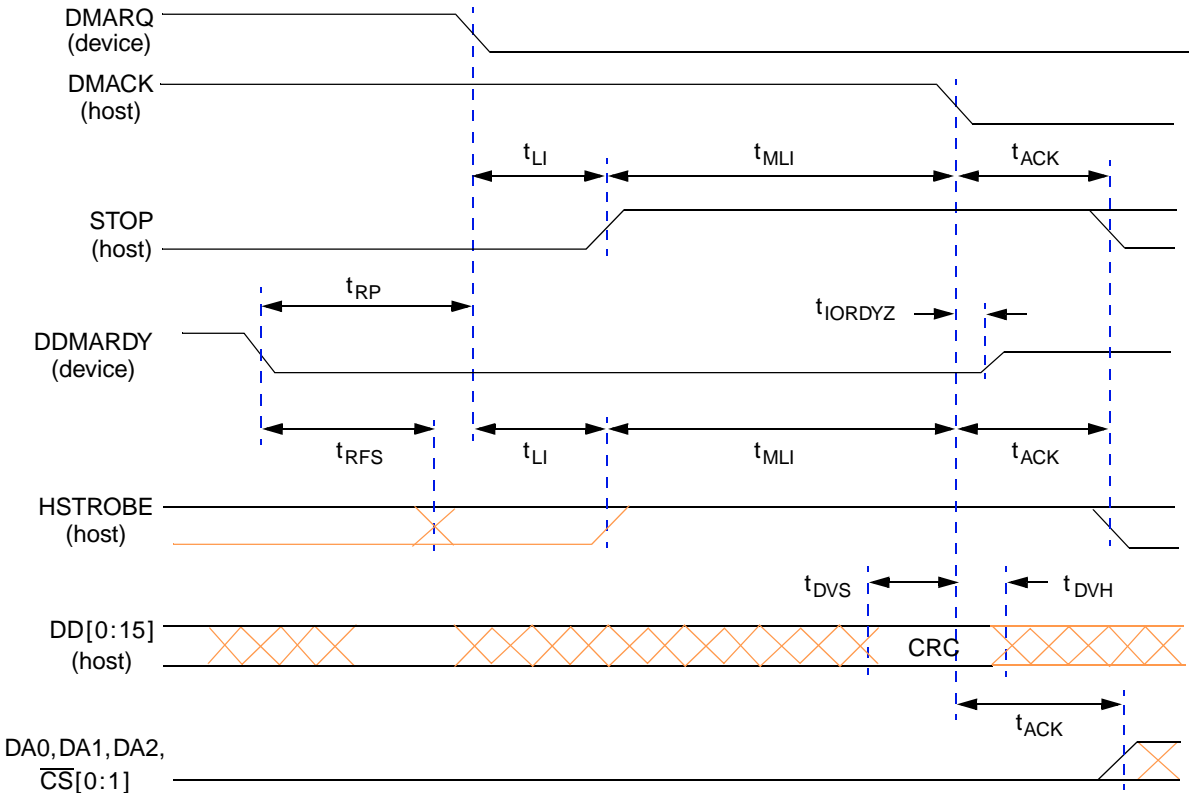 DMARQ
(device)
DMACK
(host)
tLI
tMLI
tACK
STOP
(host)
tRP
tIORDYZ
DDMARDY
(device)
tRFS
tLI
tMLI
tACK
HSTROBE
(host)
tDVS
tDVH
DD[0:15]
(host)
CRC
tACK
DA0,DA1,DA2,
CS[0:1]